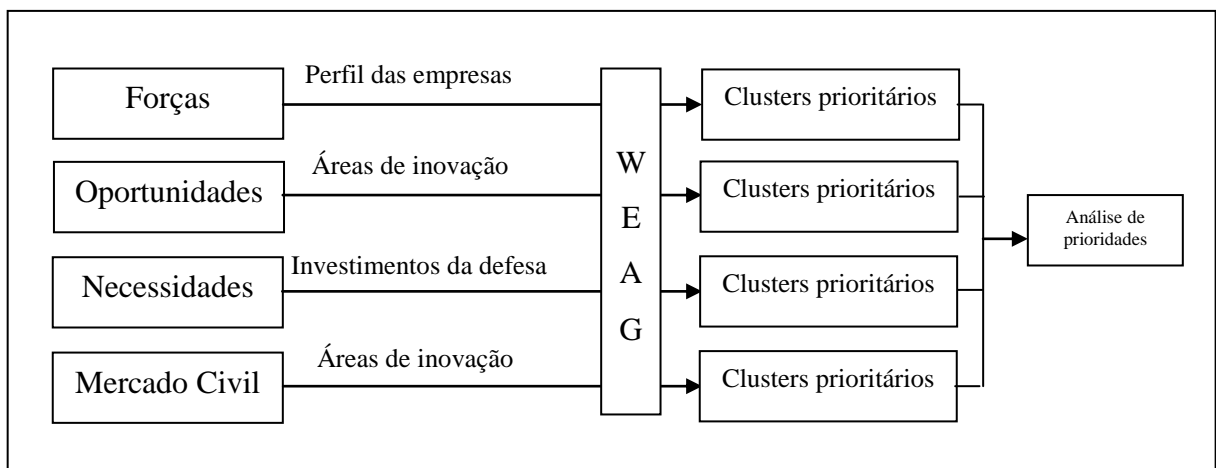 Forças
Perfil das empresas
Clusters prioritários
Oportunidades
Áreas de inovação
Clusters prioritários
Necessidades
Investimentos da defesa
Clusters prioritários
Mercado Civil
Áreas de inovação
Clusters prioritários
W
E
A
G
Análise de
prioridades